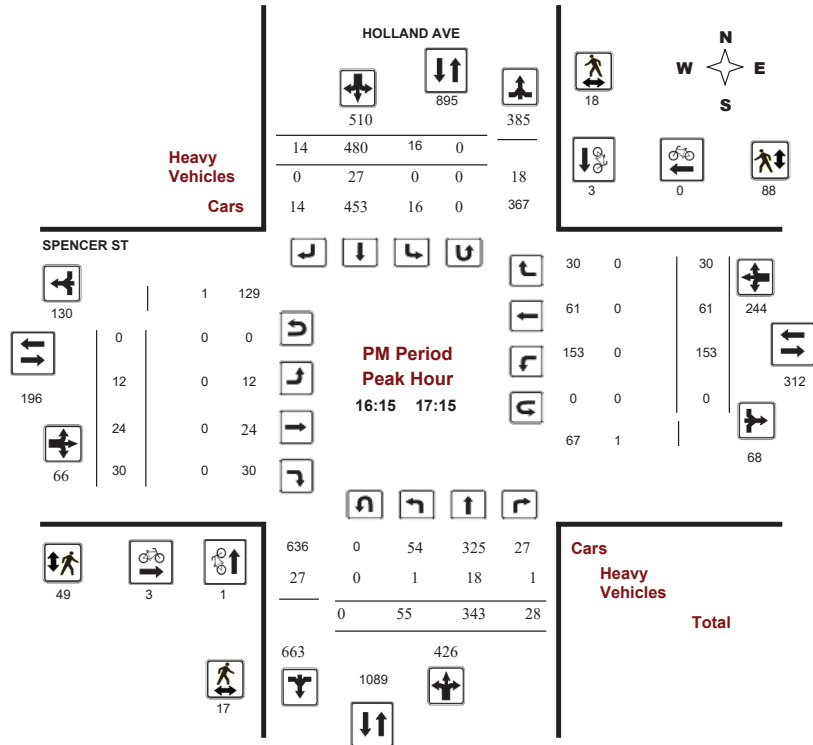 HOLLAND AVE
N
W E
S
895
18
510 385
14 480 16 0
Heavy
Vehicles
0 27 0 0 18
Cars
14 453 16 0 367
3 0 88
SPENCER ST
130
1 129
0 0 0
196
12 0 12
24 0 24
66
30 0 30
PM Period
Peak Hour
16:15 17:15
30 0 30
61 0 61
244
153 0 153
312
0 0 0
67 1
68
49 3 1
636 0 54 325 27
27 0 1 18 1
0 55 343 28
Cars
Heavy
Vehicles
Total
663 426
1089
17